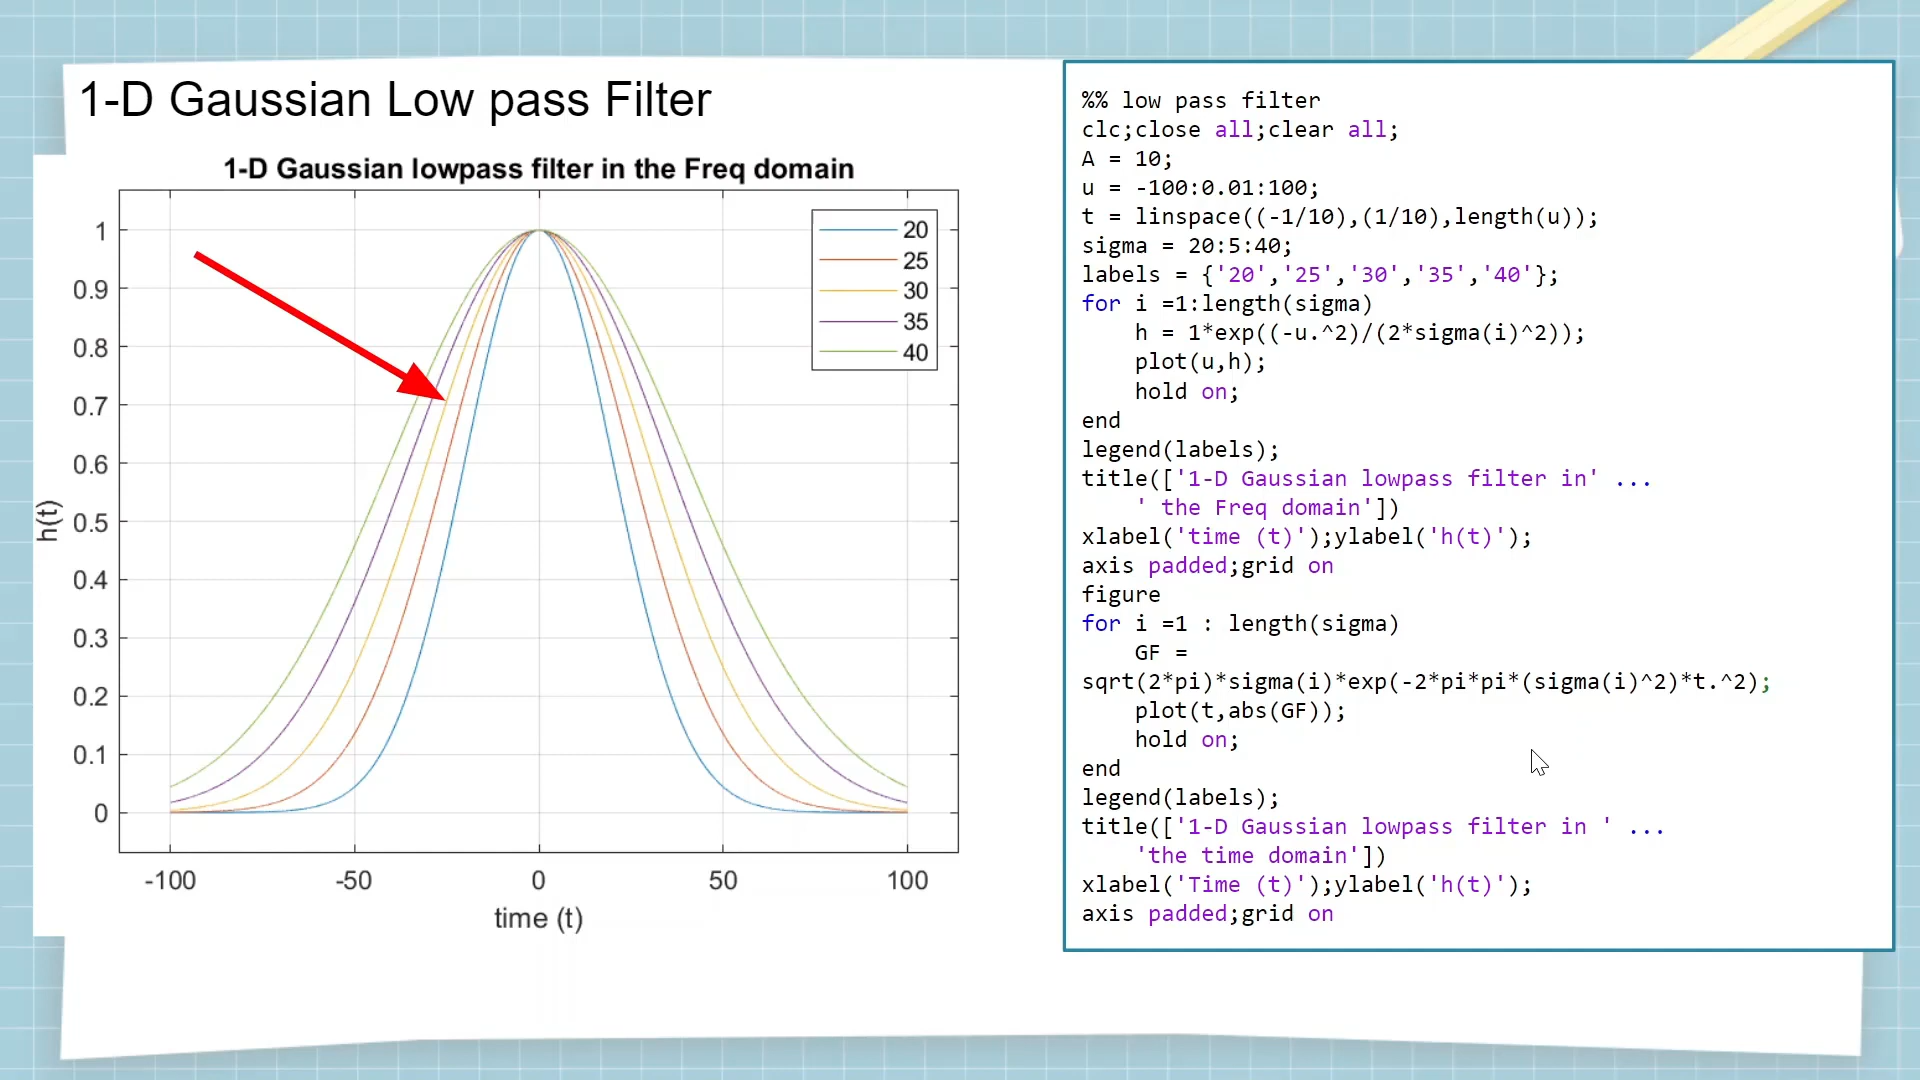 1-D Gaussian Low pass Filter
1-D Gaussian lowpass filter in the Freq domain
1
0.9
0.8
0.7
0.6
0.5
0.4
0.3
0.2
0.1
0
h(t)
20
25
30
35
40
-100
-50
0
50
100
time (t)
%% low pass filter
clc;close all;clear all;
A = 10;
u = -100:0.01:100;
t = linspace((-1/10),(1/10),length(u));
sigma = 20:5:40;
labels = {'20','25','30','35','40'};
for i =1:length(sigma)
h = 1*exp((-u.^2)/(2*sigma(i)^2));
plot(u,h);
hold on;
end
legend(labels);
title(['1-D Gaussian lowpass filter in' ...
' the Freq domain'])
xlabel('time (t)');ylabel('h(t)');
axis padded;grid on
figure
for i =1 : length(sigma)
GF =
sqrt(2*pi)*sigma(i)*exp(-2*pi*pi*(sigma(i)^2)*t.^2);
plot(t,abs(GF));
hold on;
end
legend(labels);
title(['1-D Gaussian lowpass filter in ' ...
'the time domain'])
xlabel('Time (t)');ylabel('h(t)');
axis padded;grid on